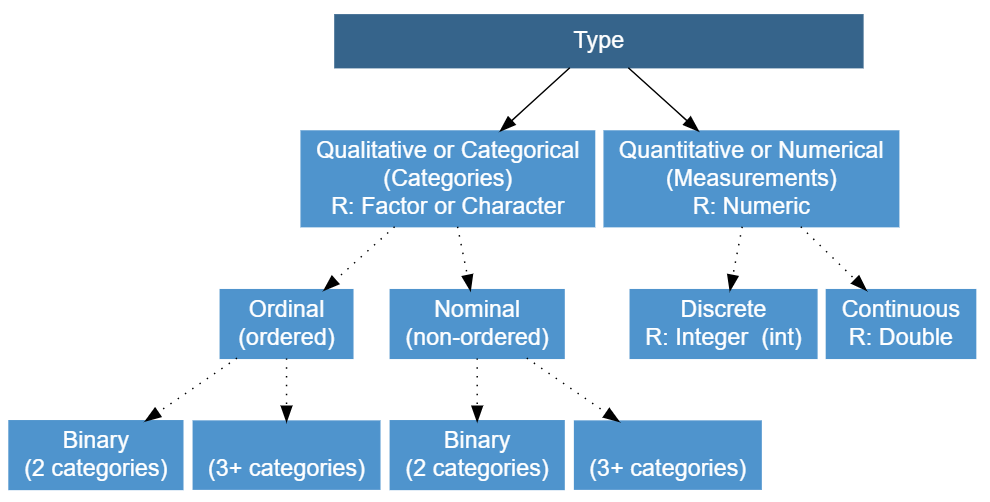 Type
Qualitative or Categorical
(Categories)
R: Factor or Character
Quantitative or Numerical
(Measurements)
R: Numeric
Ordinal
(ordered)
Nominal
(non-ordered)
Discrete
R: Integer  (int)
Continuous
R: Double
Binary
(2 categories)
(3+ categories)
Binary
(2 categories)
(3+ categories)